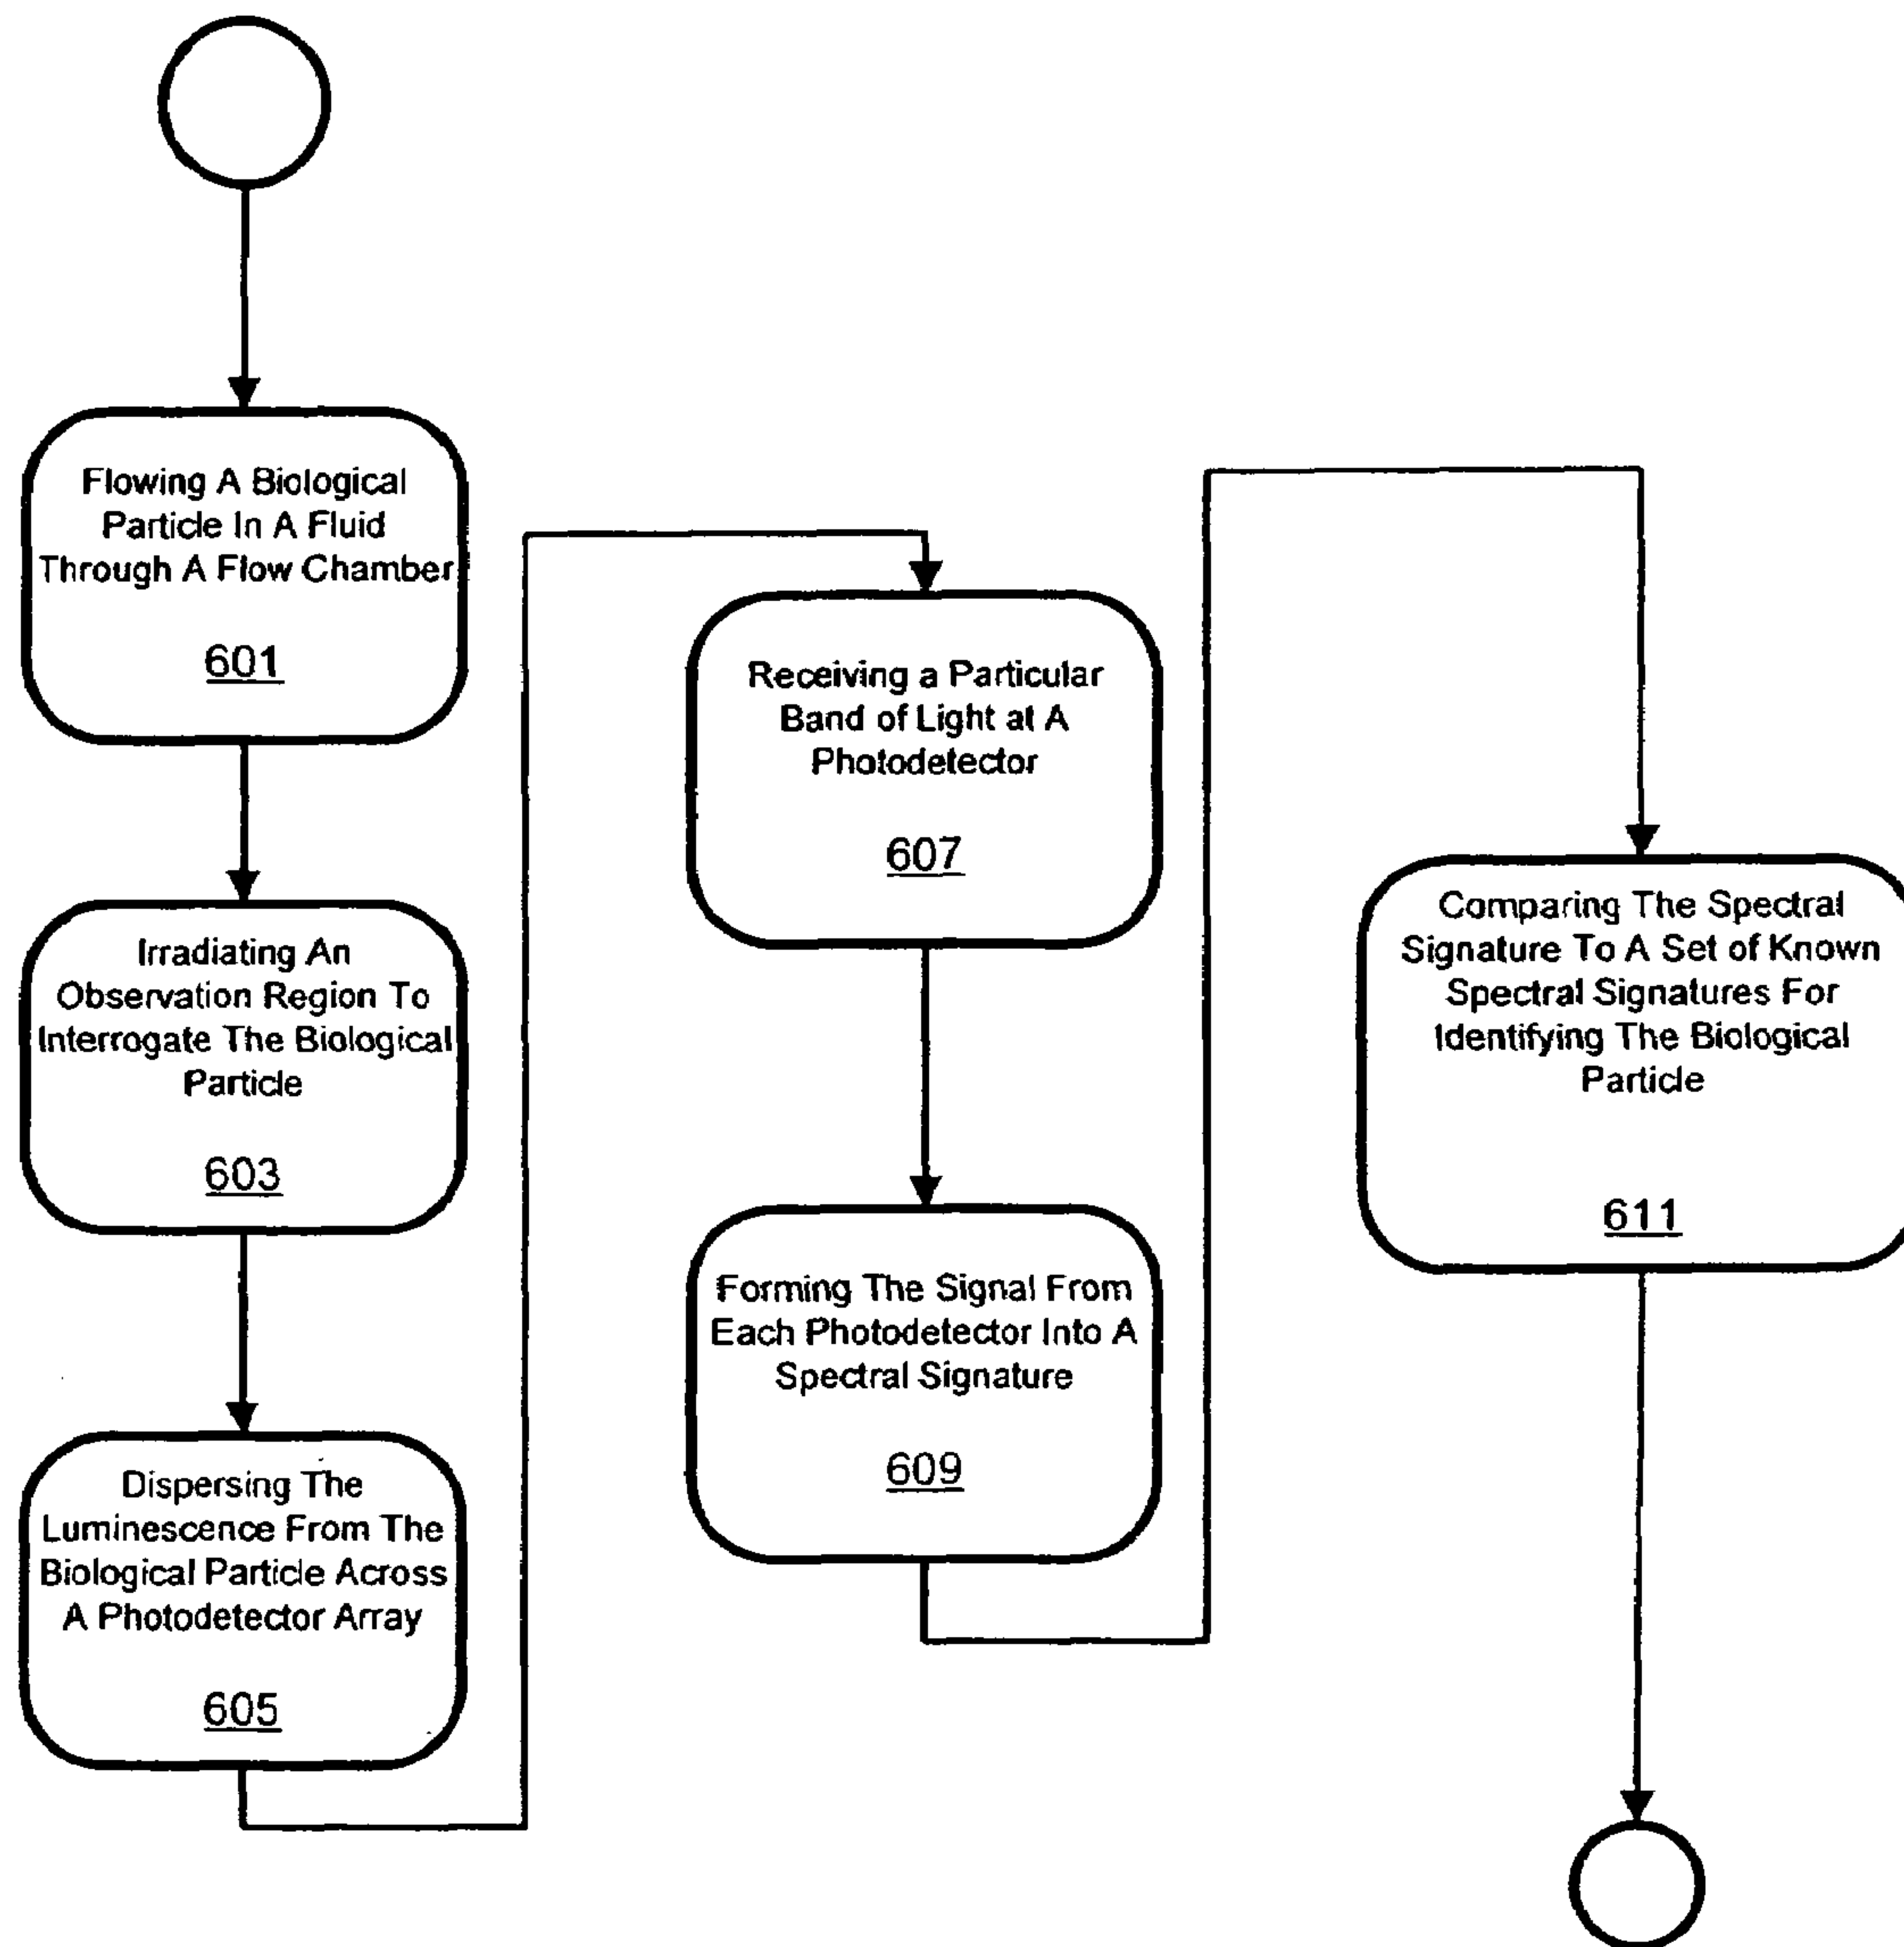 Flowing A Biological
Particle In A Fluid
Through A Flow Chamber
601
Irradiating An
Observation Region To
Interrogate The Biological
Particle
603
Dispersing The
Luminescence From The
Biological Particle Across
A Photodetector Array
605
Receiving a Particular
Band of Light at A
Photodetector
607
Forming The Signal From
Each Photodetector Into A
Spectral Signature
609
Comparing The Spectral
Signature To A Set of Known
Spectral Signatures For
Identifying The Biological
Particle
611